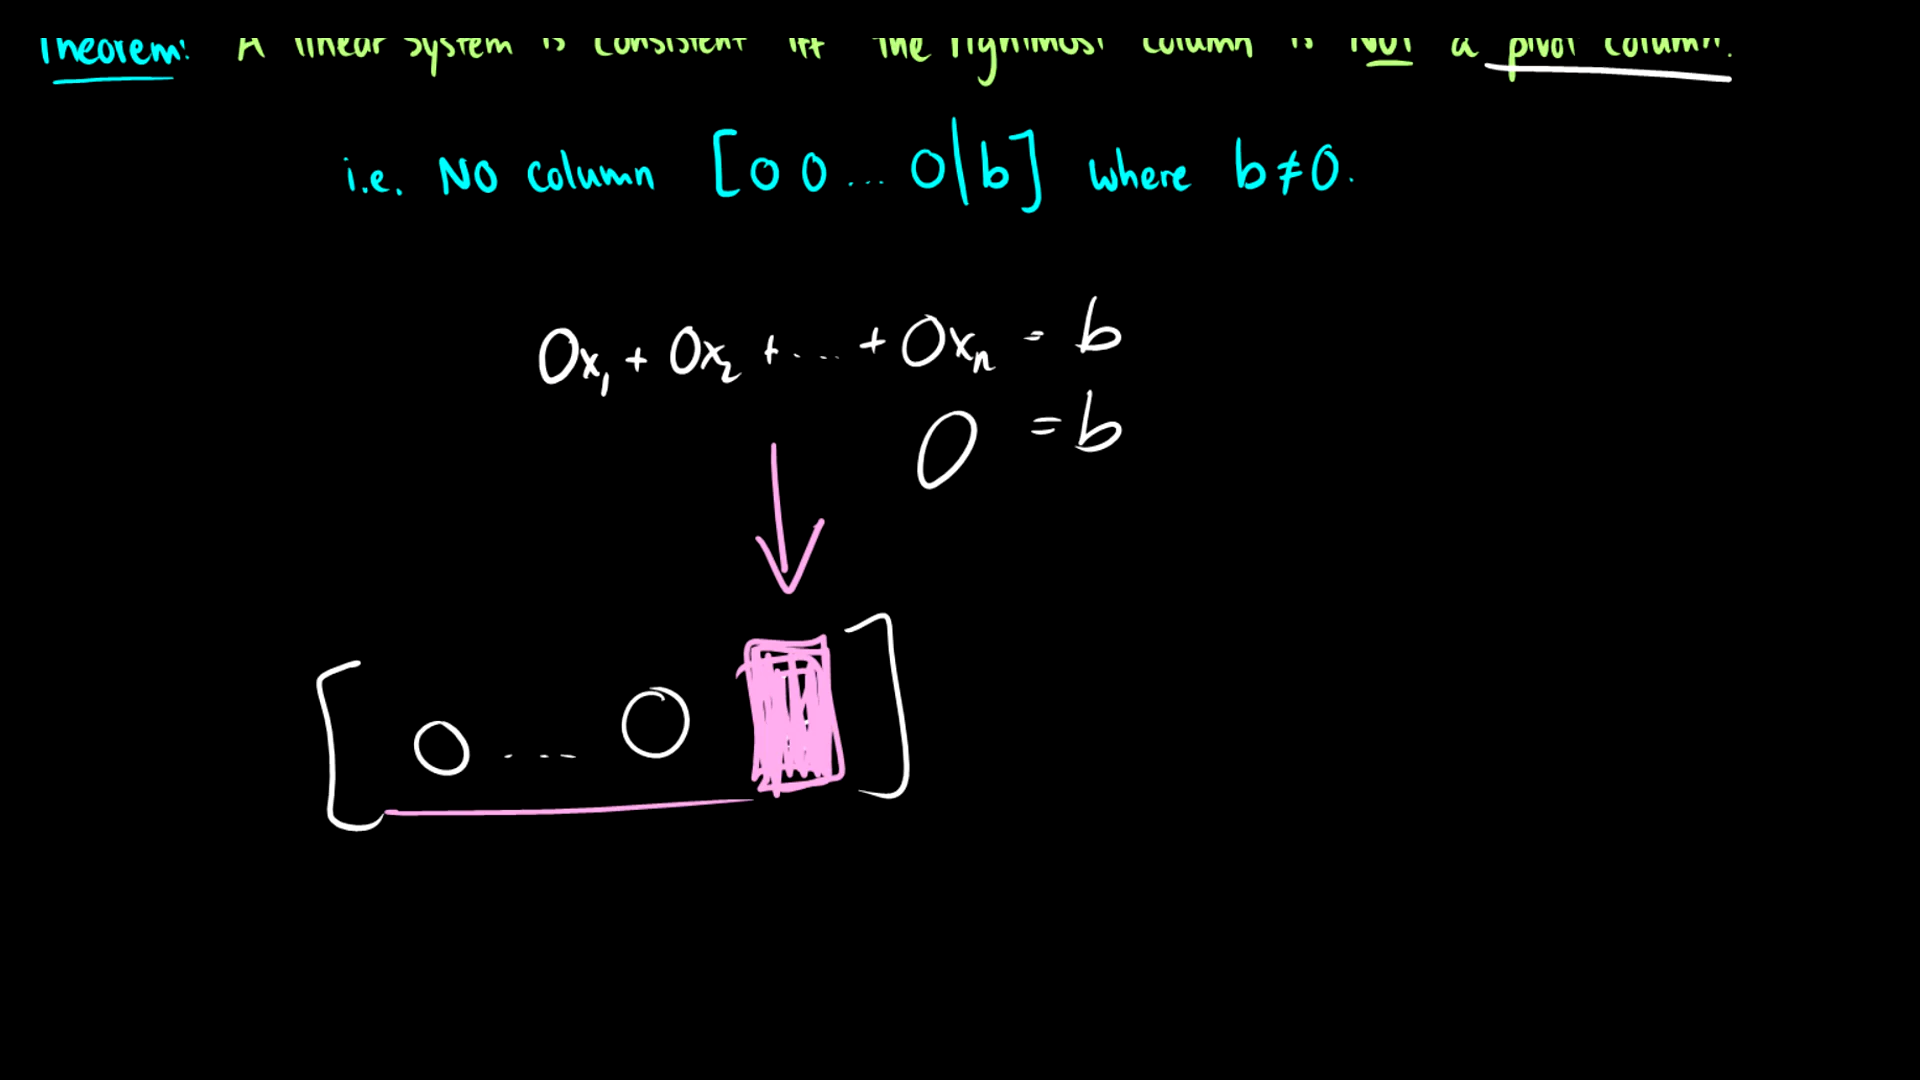 Theorem: A linear system is consistent iff the rightmost column is NOT a pivot column.
i.e. NO column [0 0 ... 0|b] where b≠0.
0x₁ + 0x₂ + ... + 0xₙ = b
0 = b
[ 0 ... 0 ]